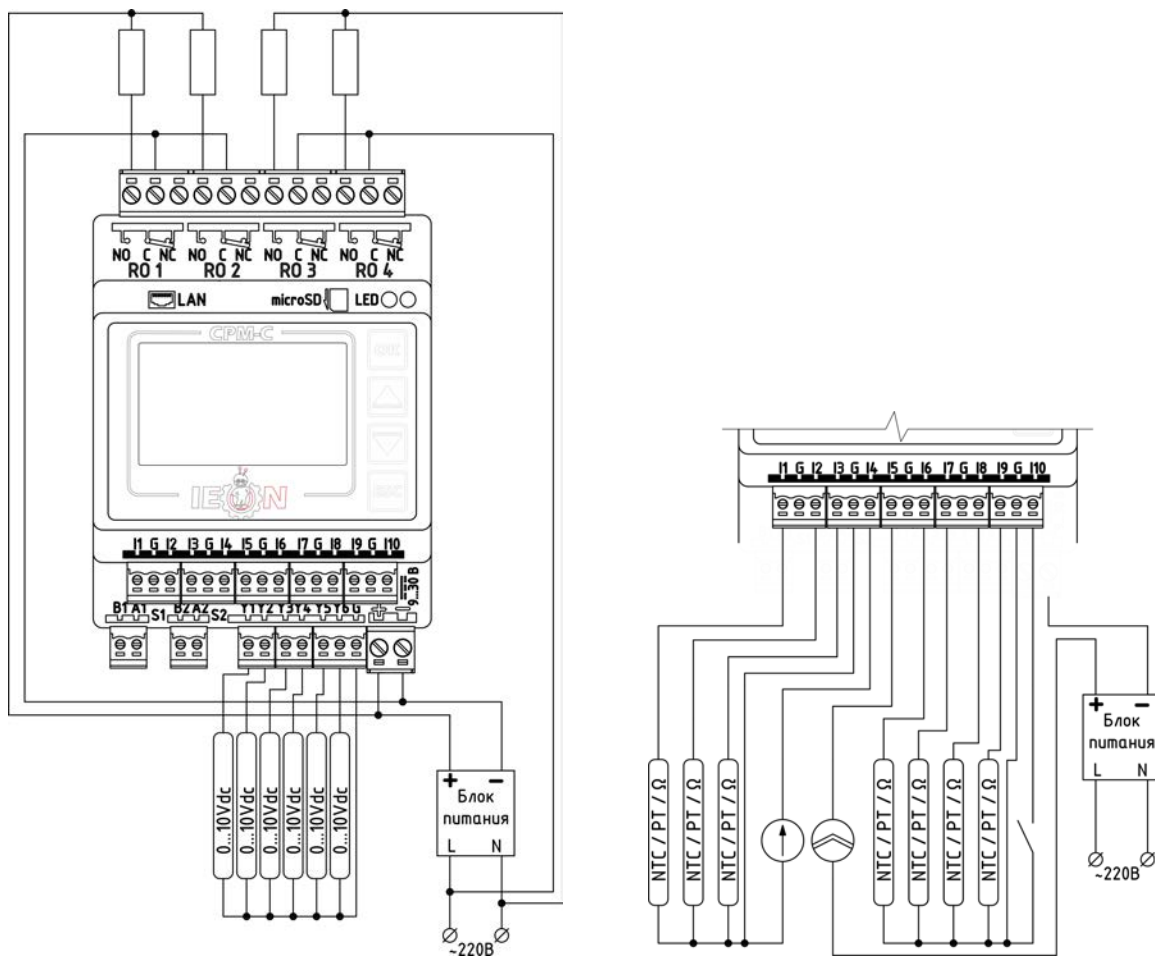 NO C NC NO C NC NO C NC NO C NC
RO 1 RO 2 RO 3 RO 4
LAN microSD LED
CPM-C
ESC
IEON
I1 G I2 I3 G I4 I5 G I6 I7 G I8 I9 G I10
9...30 В
B1 A1 S1 B2 A2 S2 Y1 Y2 Y3 Y4 Y5 Y6 G + −
0...10Vdc 0...10Vdc 0...10Vdc 0...10Vdc 0...10Vdc 0...10Vdc
+ −
Блок
питания
L N
~220В
I1 G I2 I3 G I4 I5 G I6 I7 G I8 I9 G I10
NTC / PT / Ω NTC / PT / Ω NTC / PT / Ω NTC / PT / Ω NTC / PT / Ω NTC / PT / Ω NTC / PT / Ω
+ −
Блок
питания
L N
~220В